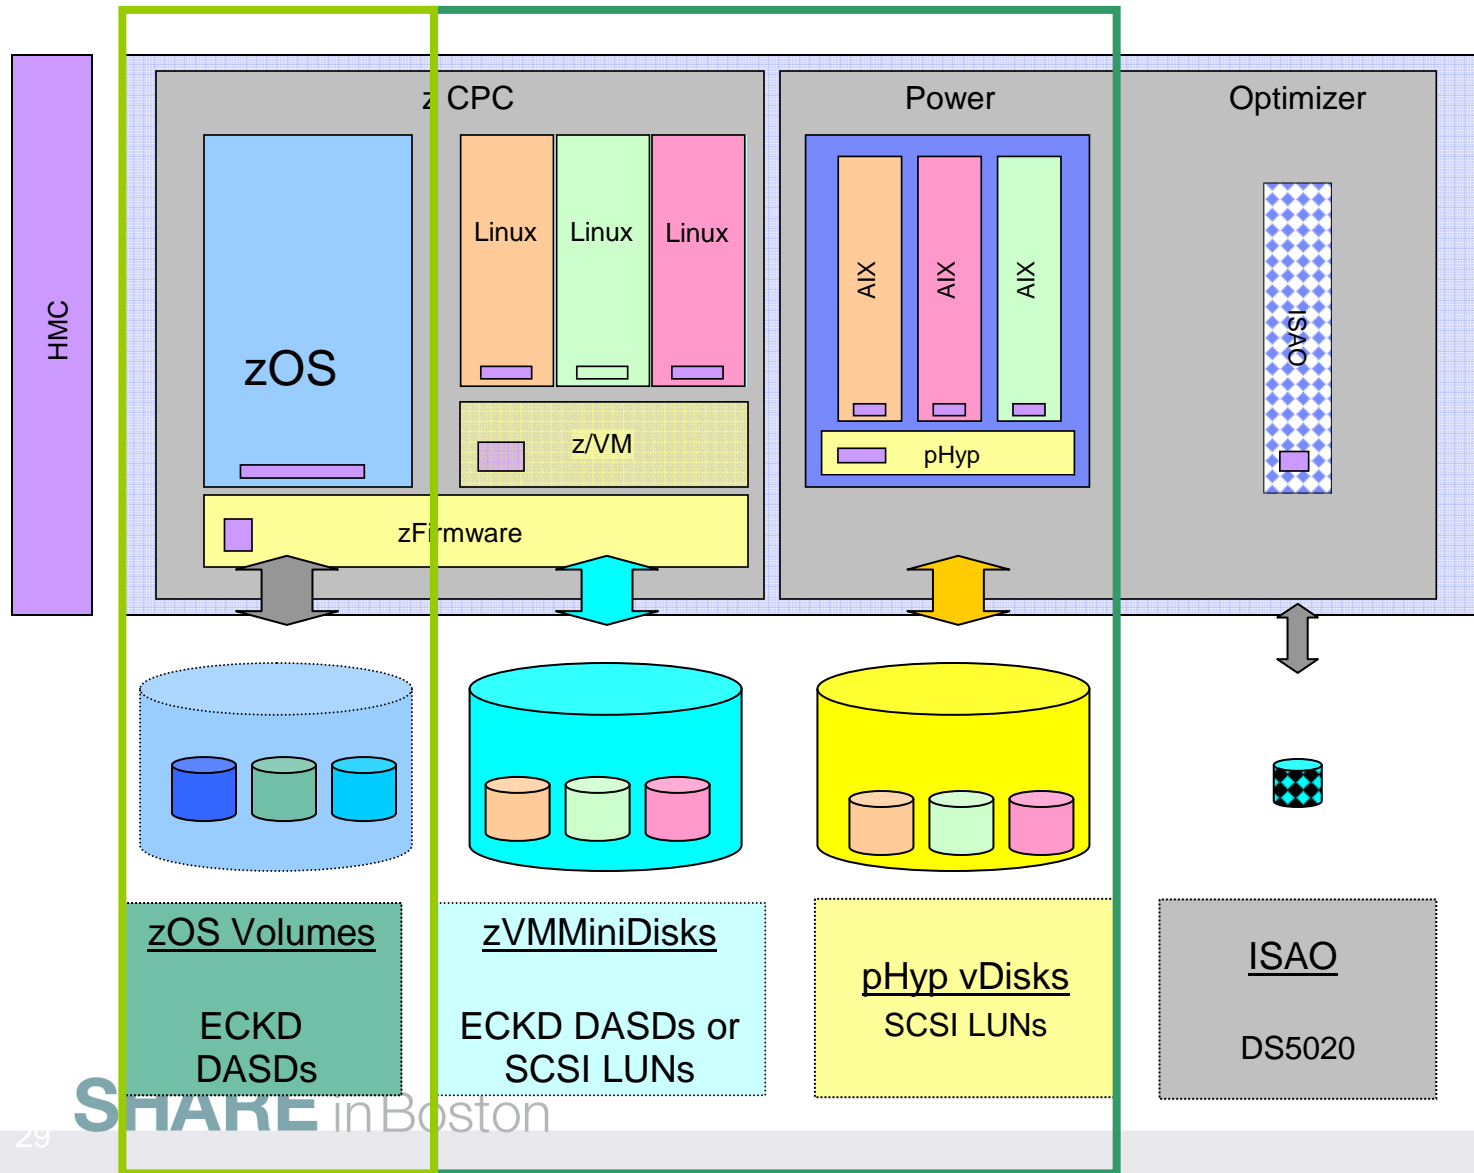 HMC
z CPC
Power
Optimizer
zOS
Linux
Linux
Linux
z/VM
zFirmware
AIX
AIX
AIX
pHyp
ISAO
zOS Volumes
ECKD
DASDs
zVMMiniDisks
ECKD DASDs or
SCSI LUNs
pHyp vDisks
SCSI LUNs
ISAO
DS5020
SHARE in Boston
29